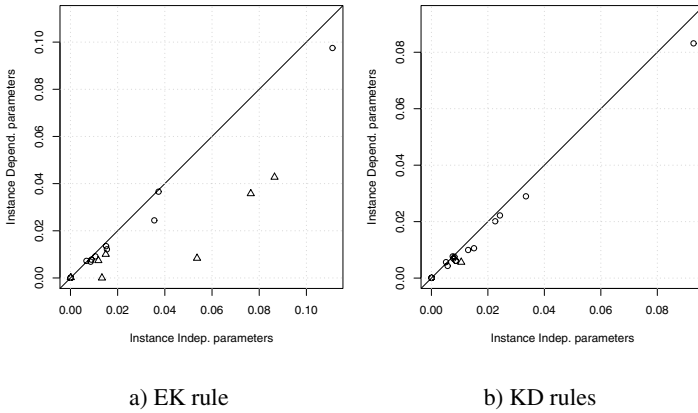 0.10
0.08
0.06
0.04
0.02
0.00
Instance Depend. parameters
0.00 0.02 0.04 0.06 0.08 0.10
Instance Indep. parameters
a) EK rule
0.08
0.06
0.04
0.02
0.00
Instance Depend. parameters
0.00 0.02 0.04 0.06 0.08
Instance Indep. parameters
b) KD rules